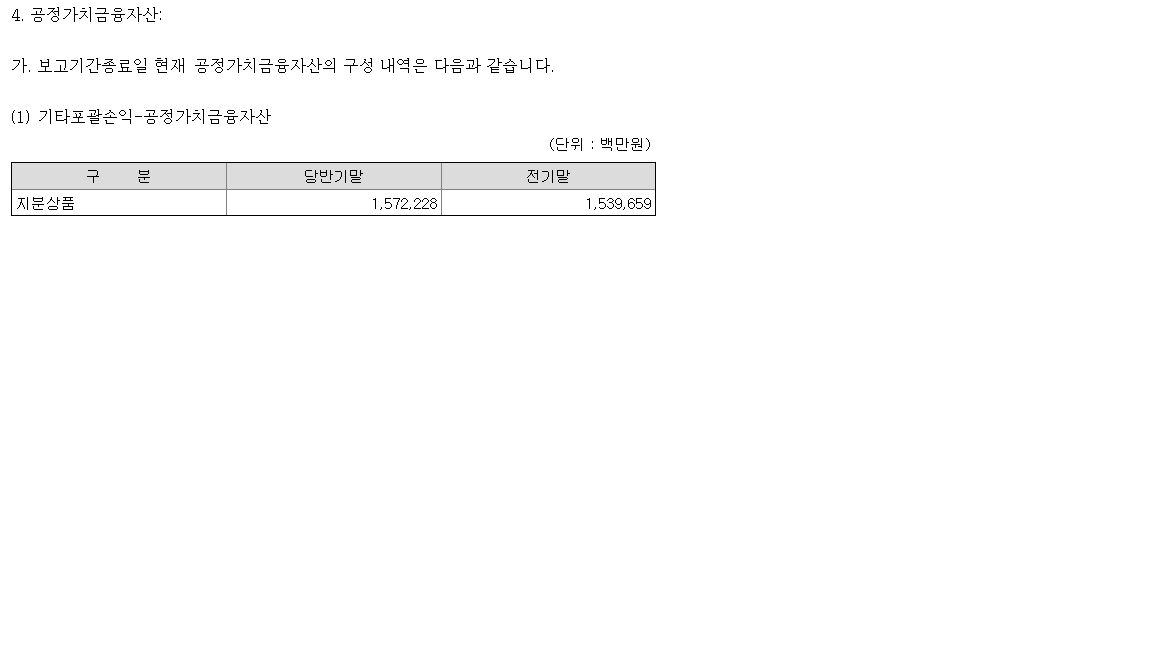 4. 공정가치금융자산:
가. 보고기간종료일 현재 공정가치금융자산의 구성 내역은 다음과 같습니다.
(1) 기타포괄손익-공정가치금융자산
(단위 : 백만원)
구 분 당반기말 전기말
지분상품 1,572,228 1,539,659